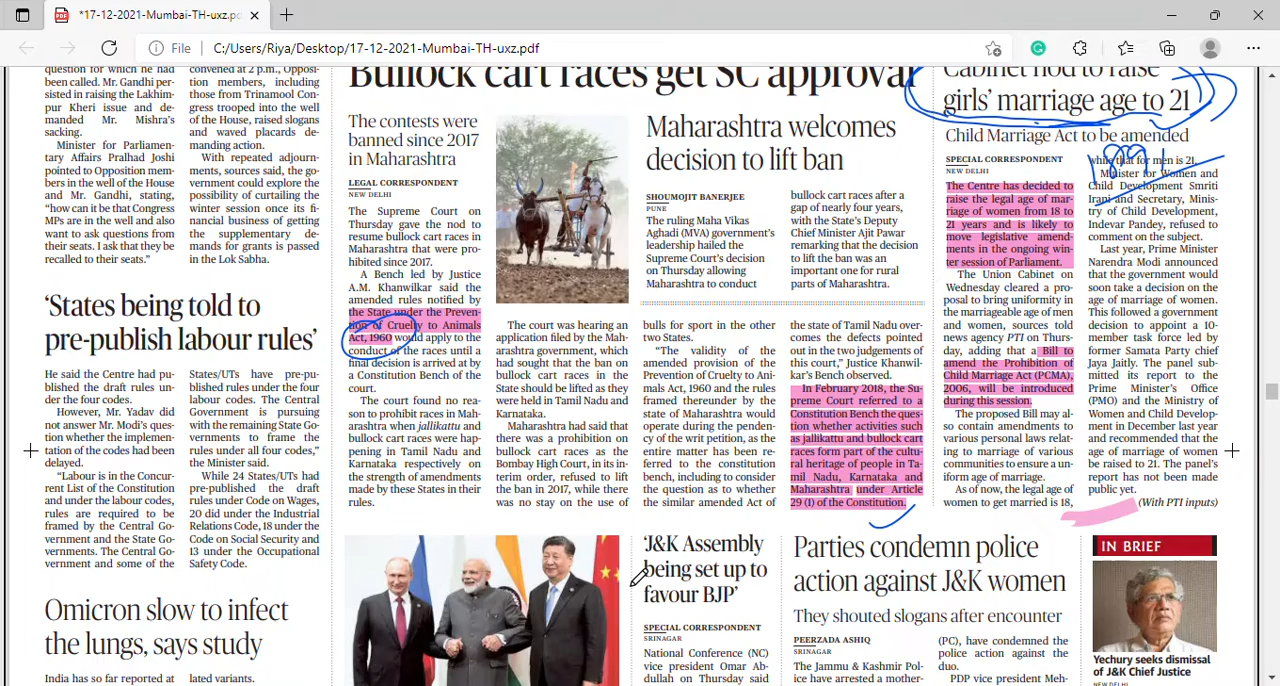 *17-12-2021-Mumbai-TH-uxz.pd
File
C:/Users/Riya/Desktop/17-12-2021-Mumbai-TH-uxz.pdf
question for which he had
been called. Mr. Gandhi per-
sisted in raising the Lakhim-
pur Kheri issue and de-
manded Mr. Mishra's
sacking.
Minister for Parliamen-
tary Affairs Pralhad Joshi
pointed to Opposition mem-
bers in the well of the House
and Mr. Gandhi, stating,
"how can it be that Congress
MPs are in the well and also
want to ask questions from
their seats. I ask that they be
recalled to their seats."
convened at 2 p.m., Opposi-
tion members, including
those from Trinamool Con-
gress trooped into the well
of the House, raised slogans
and waved placards de-
manding action.
With repeated adjourn-
ments, sources said, the go-
vernment could explore the
possibility of curtailing the
winter session once its fi-
nancial business of getting
the supplementary de-
mands for grants is passed
in the Lok Sabha.
'States being told to
pre-publish labour rules'
He said the Centre had pu-
blished the draft rules un-
der the four codes.
However, Mr. Yadav did
not answer Mr. Modi's ques-
tion whether the implemen-
tation of the codes had been
delayed.
"Labour is in the Concur-
rent List of the Constitution
and under the labour codes,
rules are required to be
framed by the Central Go-
vernment and the State Go-
vernments. The Central Go-
vernment and some of the
States/UTs have pre-pu-
blished rules under the four
labour codes. The Central
Government is pursuing
with the remaining State Go-
vernments to frame the
rules under all four codes,"
the Minister said.
While 24 States/UTs had
pre-published the draft
rules under Code on Wages,
20 did under the Industrial
Relations Code, 18 under the
Code on Social Security and
13 under the Occupational
Safety Code.
Omicron slow to infect
the lungs, says study
India has so far reported at
lated variants.
Bullock cart races get SC approval
The contests were
banned since 2017
in Maharashtra
LEGAL CORRESPONDENT
NEW DELHI
The Supreme Court on
Thursday gave the nod to
resume bullock cart races in
Maharashtra that were pro-
hibited since 2017.
A Bench led by Justice
A.M. Khanwilkar said the
amended rules notified by
the State under the Preven-
tion of Cruelty to Animals
Act, 1960 would apply to the
conduct of the races until a
final decision is arrived at by
a Constitution Bench of the
court.
The court found no rea-
son to prohibit races in Mah-
arashtra when jallikattu and
bullock cart races were hap-
pening in Tamil Nadu and
Karnataka respectively on
the strength of amendments
made by these States in their
rules.
The court was hearing an
application filed by the Mah-
arashtra government, which
had sought that the ban on
bullock cart races in the
State should be lifted as they
were held in Tamil Nadu and
Karnataka.
Maharashtra had said that
there was a prohibition on
bullock cart races as the
Bombay High Court, in its in-
terim order, refused to lift
the ban in 2017, while there
was no stay on the use of
bulls for sport in the other
two States.
"The validity of the
amended provision of the
Prevention of Cruelty to Ani-
mals Act, 1960 and the rules
framed thereunder by the
state of Maharashtra would
operate during the penden-
cy of the writ petition, as the
entire matter has been re-
ferred to the constitution
bench, including to consider
the question as to whether
the similar amended Act of
the state of Tamil Nadu over-
comes the defects pointed
out in the two judgements of
this court," Justice Khanwil-
kar's Bench observed.
In February 2018, the Su-
preme Court referred to a
Constitution Bench the ques-
tion whether activities such
as jallikattu and bullock cart
races form part of the cultu-
ral heritage of people in Ta-
mil Nadu, Karnataka and
Maharashtra under Article
29 (1) of the Constitution.
Maharashtra welcomes
decision to lift ban
SHOUMOJIT BANERJEE
PUNE
The ruling Maha Vikas
Aghadi (MVA) government's
leadership hailed the
Supreme Court's decision
on Thursday allowing
Maharashtra to conduct
bullock cart races after a
gap of nearly four years,
with the State's Deputy
Chief Minister Ajit Pawar
remarking that the decision
to lift the ban was an
important one for rural
parts of Maharashtra.
Cabinet nod to raise
girls' marriage age to 21
Child Marriage Act to be amended
1891
SPECIAL CORRESPONDENT
NEW DELHI
The Centre has decided to
raise the legal age of mar-
riage of women from 18 to
21 years and is likely to
move legislative amend-
ments in the ongoing win-
ter session of Parliament.
The Union Cabinet on
Wednesday cleared a pro-
posal to bring uniformity in
the marriageable age of men
and women, sources told
news agency PTI on Thurs-
day, adding that a Bill to
amend the Prohibition of
Child Marriage Act (PCMA),
2006, will be introduced
during this session.
The proposed Bill may al-
so contain amendments to
various personal laws relat-
ing to marriage of various
communities to ensure a un-
iform age of marriage.
As of now, the legal age of
women to get married is 18,
while that for men is 21.
Minister for Women and
Child Development Smriti
Irani and Secretary, Minis-
try of Child Development,
Indevar Pandey, refused to
comment on the subject.
Last year, Prime Minister
Narendra Modi announced
that the government would
soon take a decision on the
age of marriage of women.
This followed a government
decision to appoint a 10-
member task force led by
former Samata Party chief
Jaya Jaitly. The panel sub-
mitted its report to the
Prime Minister's Office
(PMO) and the Ministry of
Women and Child Develop-
ment in December last year
and recommended that the
age of marriage of women
be raised to 21. The panel's
report has not been made
public yet.
(With PTI inputs)
'J&K Assembly
being set up to
favour BJP'
SPECIAL CORRESPONDENT
SRINAGAR
National Conference (NC)
vice president Omar Ab-
dullah on Thursday said
Parties condemn police
action against J&K women
They shouted slogans after encounter
PEERZADA ASHIQ
SRINAGAR
The Jammu & Kashmir Pol-
ice have arrested a mother-
(PC), have condemned the
police action against the
duo.
PDP vice president Meh-
IN BRIEF
Yechury seeks dismissal
of J&K Chief Justice
NEW DELHI